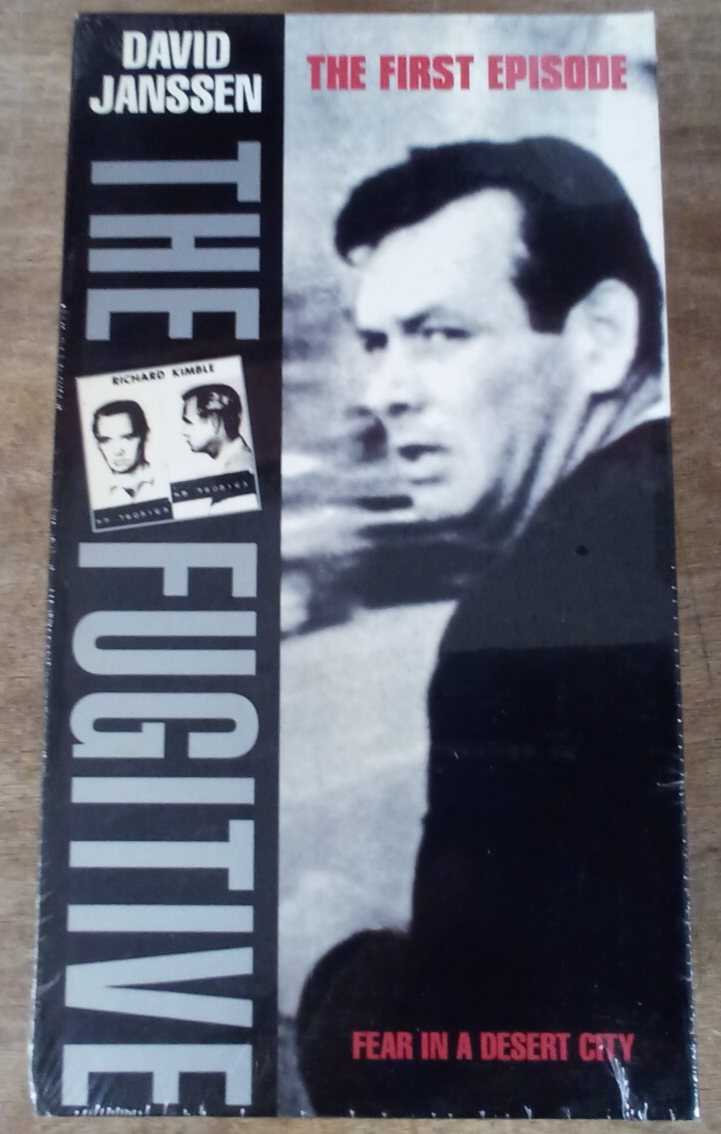 DAVID
JANSSEN
THE FIRST EPISODE
THE
RICHARD KIMBLE
FUGITIVE
FEAR IN A DESERT CITY